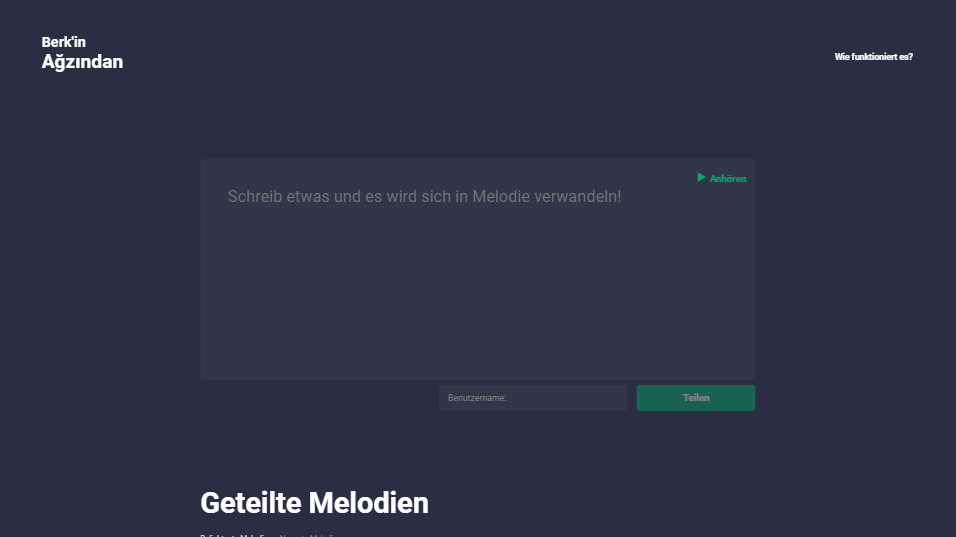 Berk'in
Ağzından
Wie funktioniert es?
Anhören
Schreib etwas und es wird sich in Melodie verwandeln!
Benutzername:
Teilen
Geteilte Melodien